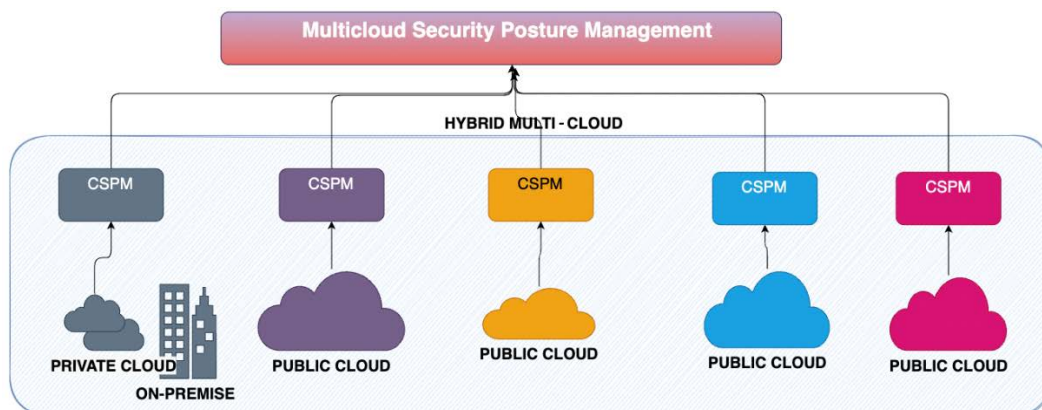 Multicloud Security Posture Management
HYBRID MULTI - CLOUD
CSPM
CSPM
CSPM
CSPM
CSPM
PRIVATE CLOUD
ON-PREMISE
PUBLIC CLOUD
PUBLIC CLOUD
PUBLIC CLOUD
PUBLIC CLOUD